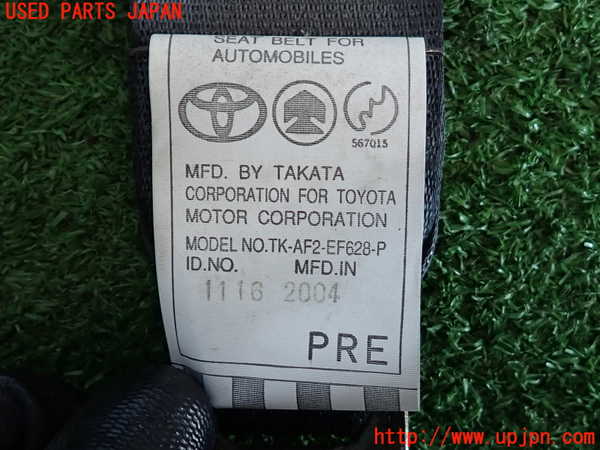 USED PARTS JAPAN
SEAT BELT FOR
AUTOMOBILES
567015
MFD. BY TAKATA
CORPORATION FOR TOYOTA
MOTOR CORPORATION
MODEL NO.TK-AF2-EF628-P
ID.NO. MFD.IN
1116 2004
PRE
http://www.upjpn.com/